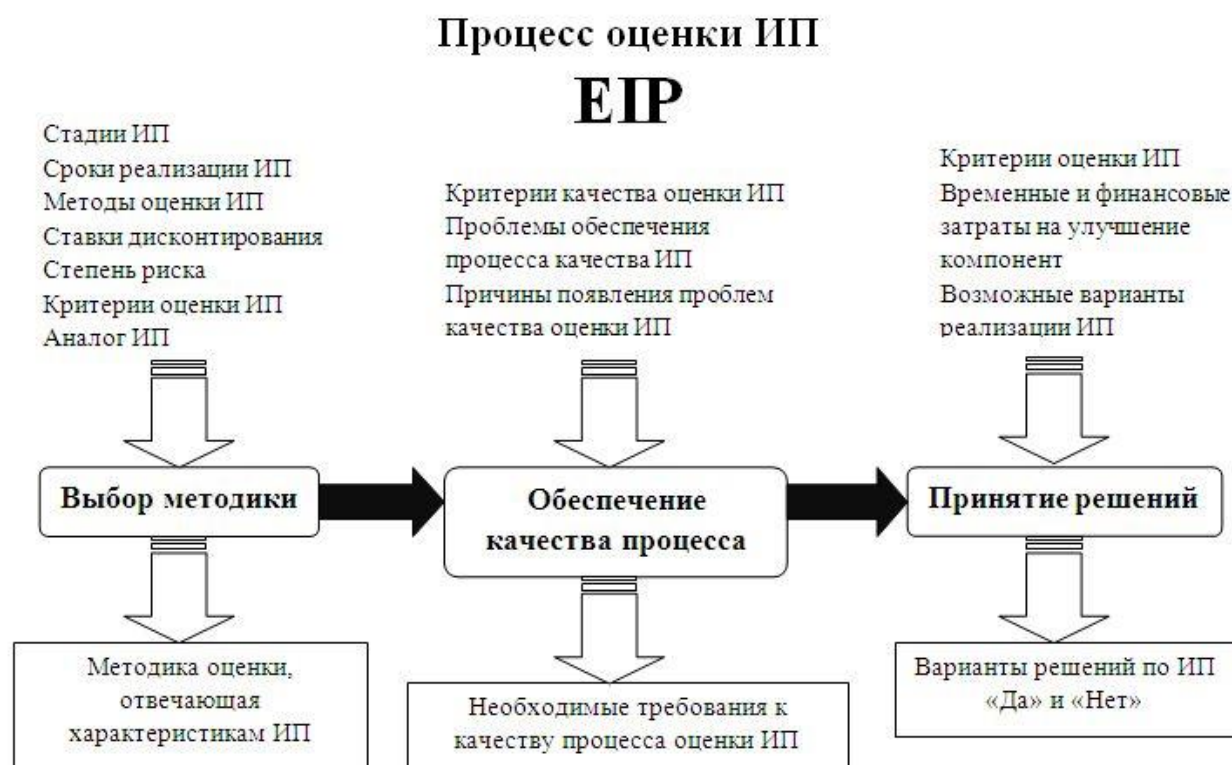 Процесс оценки ИП
EIP
Стадии ИП
Сроки реализации ИП
Методы оценки ИП
Ставки дисконтирования
Степень риска
Критерии оценки ИП
Аналог ИП
Критерии качества оценки ИП
Проблемы обеспечения
процесса качества ИП
Причины появления проблем
качества оценки ИП
Критерии оценки ИП
Временные и финансовые
затраты на улучшение
компонент
Возможные варианты
реализации ИП
Выбор методики
Обеспечение
качества процесса
Принятие решений
Методика оценки,
отвечающая
характеристикам ИП
Необходимые требования к
качеству процесса оценки ИП
Варианты решений по ИП
«Да» и «Нет»